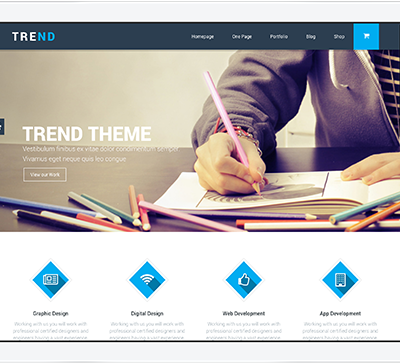 TREND
Homepage One Page Portfolio Blog Shop
TREND THEME
Vestibulum finibus ex vitae dolor condimentum semper.
Vivamus eget neque quis leo congue
View our Work
Graphic Design Digital Design Web Development App Development
Working with us you will work with Working with us you will work with Working with us you will work with Working with us you will work with
professional certified designers and professional certified designers and professional certified designers and professional certified designers and
engineers having a vast experience engineers having a vast experience engineers having a vast experience engineers having a vast experience